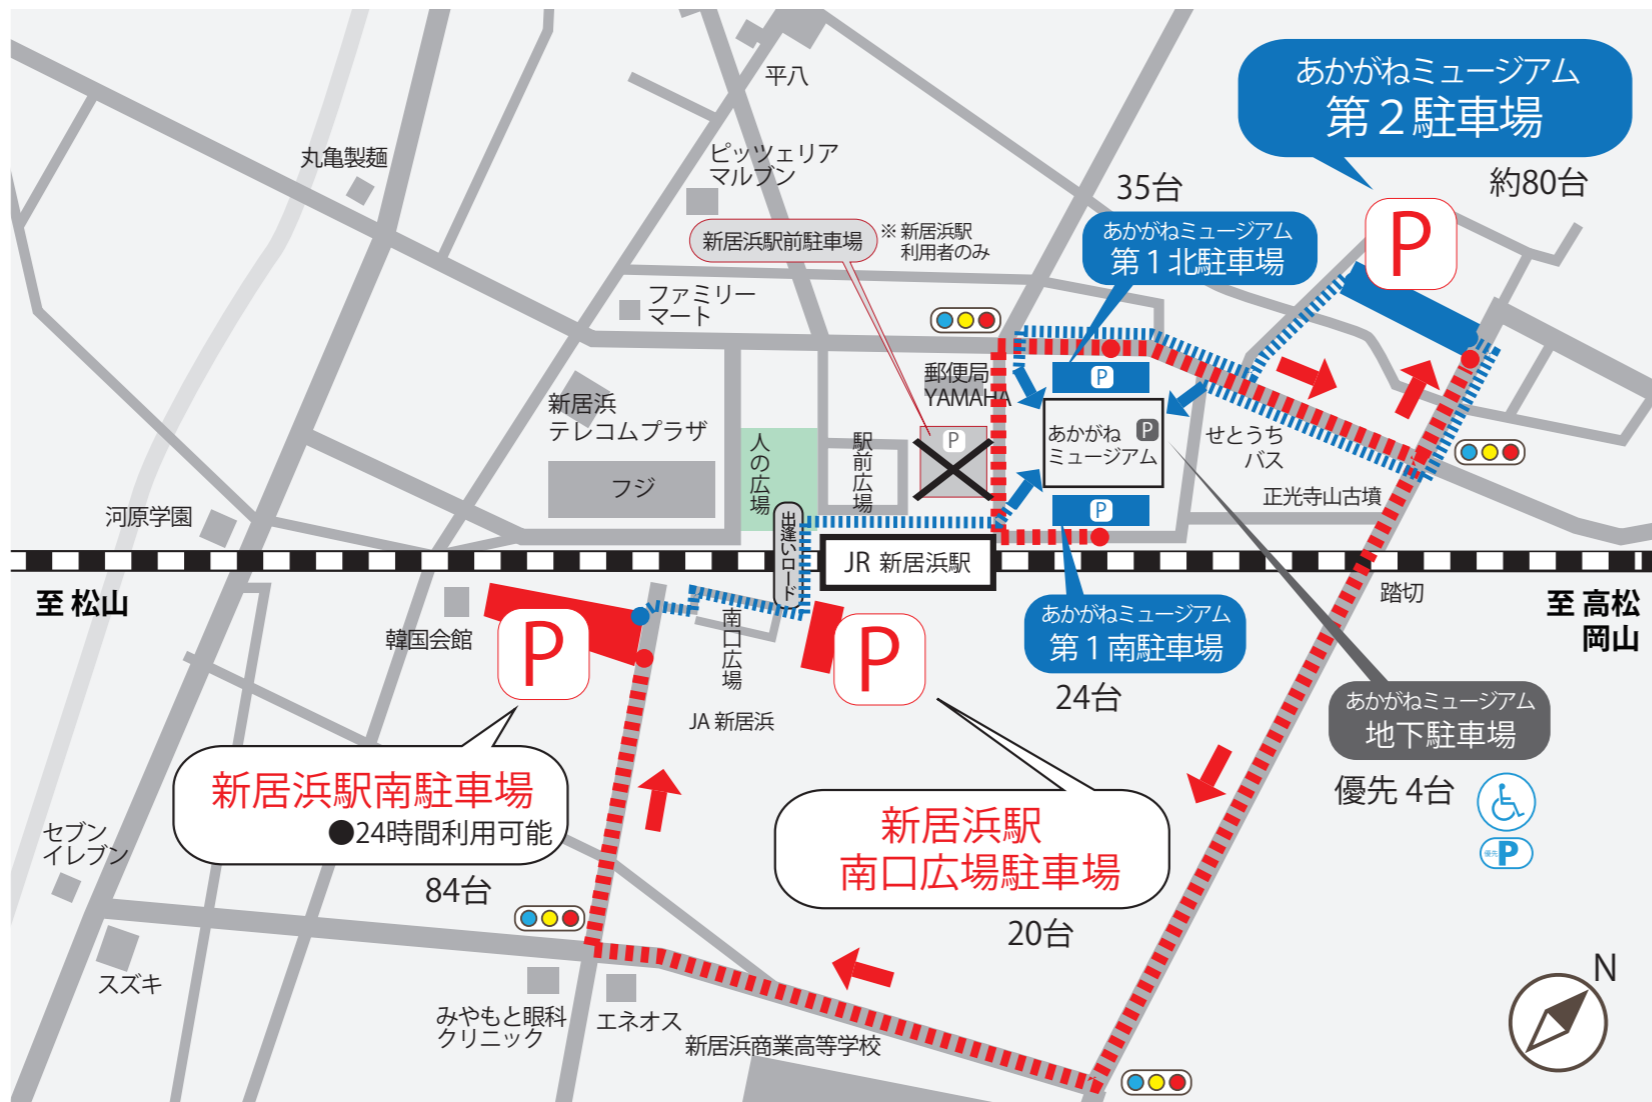 あかがねミュージアム
第2駐車場
約80台
平八
丸亀製麺
ピッツェリア
マルブン
35台
あかがねミュージアム
第1北駐車場
新居浜駅前駐車場
※ 新居浜駅
利用者のみ
P
ファミリー
マート
郵便局
YAMAHA
P
新居浜
テレコムプラザ
人の広場
駅前広場
P
あかがね
ミュージアム
P
せとうち
バス
フジ
正光寺山古墳
P
河原学園
出逢いロード
JR 新居浜駅
至 松山
踏切
至 高松
岡山
韓国会館
P
南口広場
P
あかがねミュージアム
第1南駐車場
24台
JA 新居浜
あかがねミュージアム
地下駐車場
優先 4台
優先P
新居浜駅南駐車場
●24時間利用可能
84台
新居浜駅
南口広場駐車場
20台
セブン
イレブン
スズキ
みやもと眼科
クリニック
エネオス
新居浜商業高等学校
N